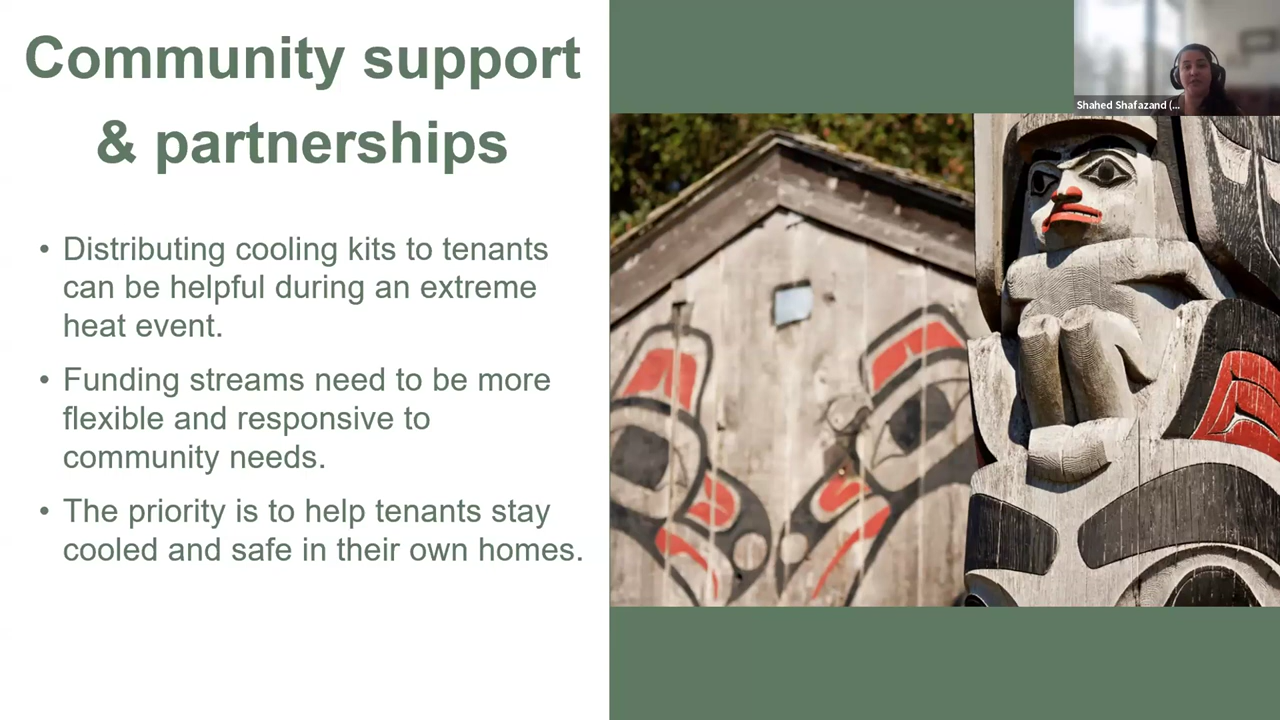 Community support
& partnerships
• Distributing cooling kits to tenants
can be helpful during an extreme
heat event.
• Funding streams need to be more
flexible and responsive to
community needs.
• The priority is to help tenants stay
cooled and safe in their own homes.
Shahed Shafazand (...